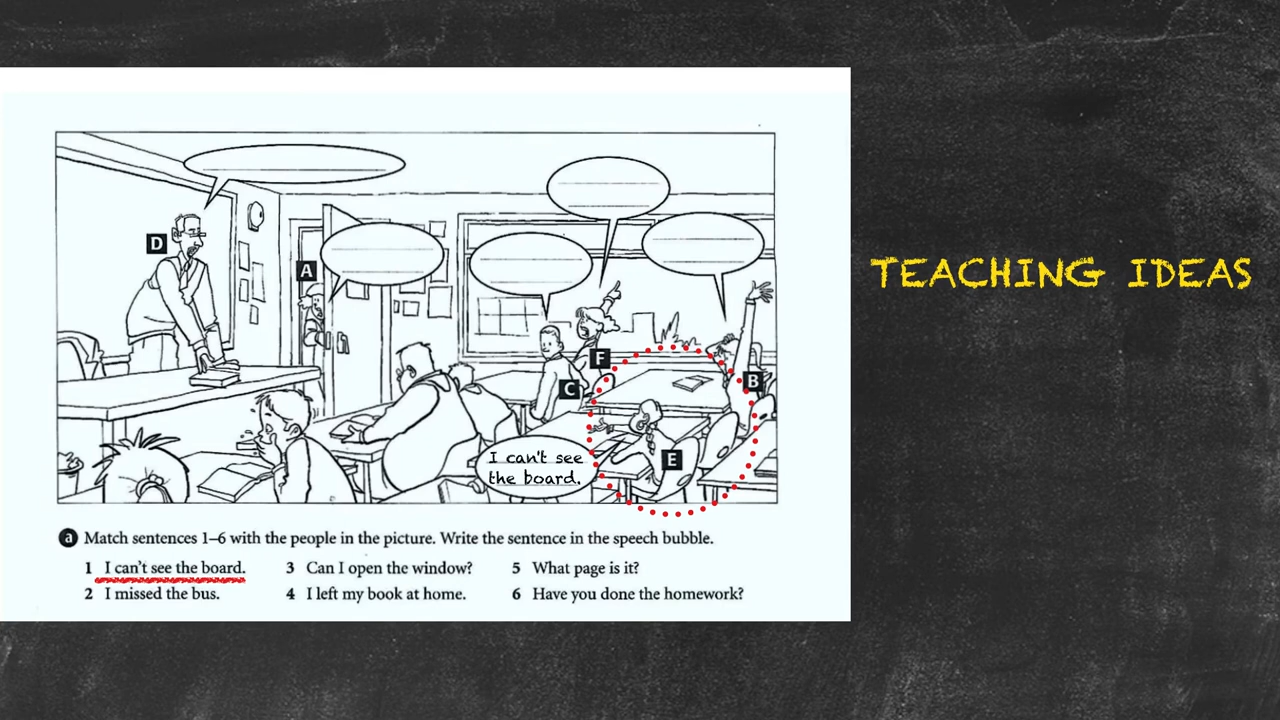 TEACHING IDEAS
D
A
F
C
B
E
I can't see
the board.
a Match sentences 1–6 with the people in the picture. Write the sentence in the speech bubble.
1 I can't see the board. 3 Can I open the window? 5 What page is it?
2 I missed the bus. 4 I left my book at home. 6 Have you done the homework?